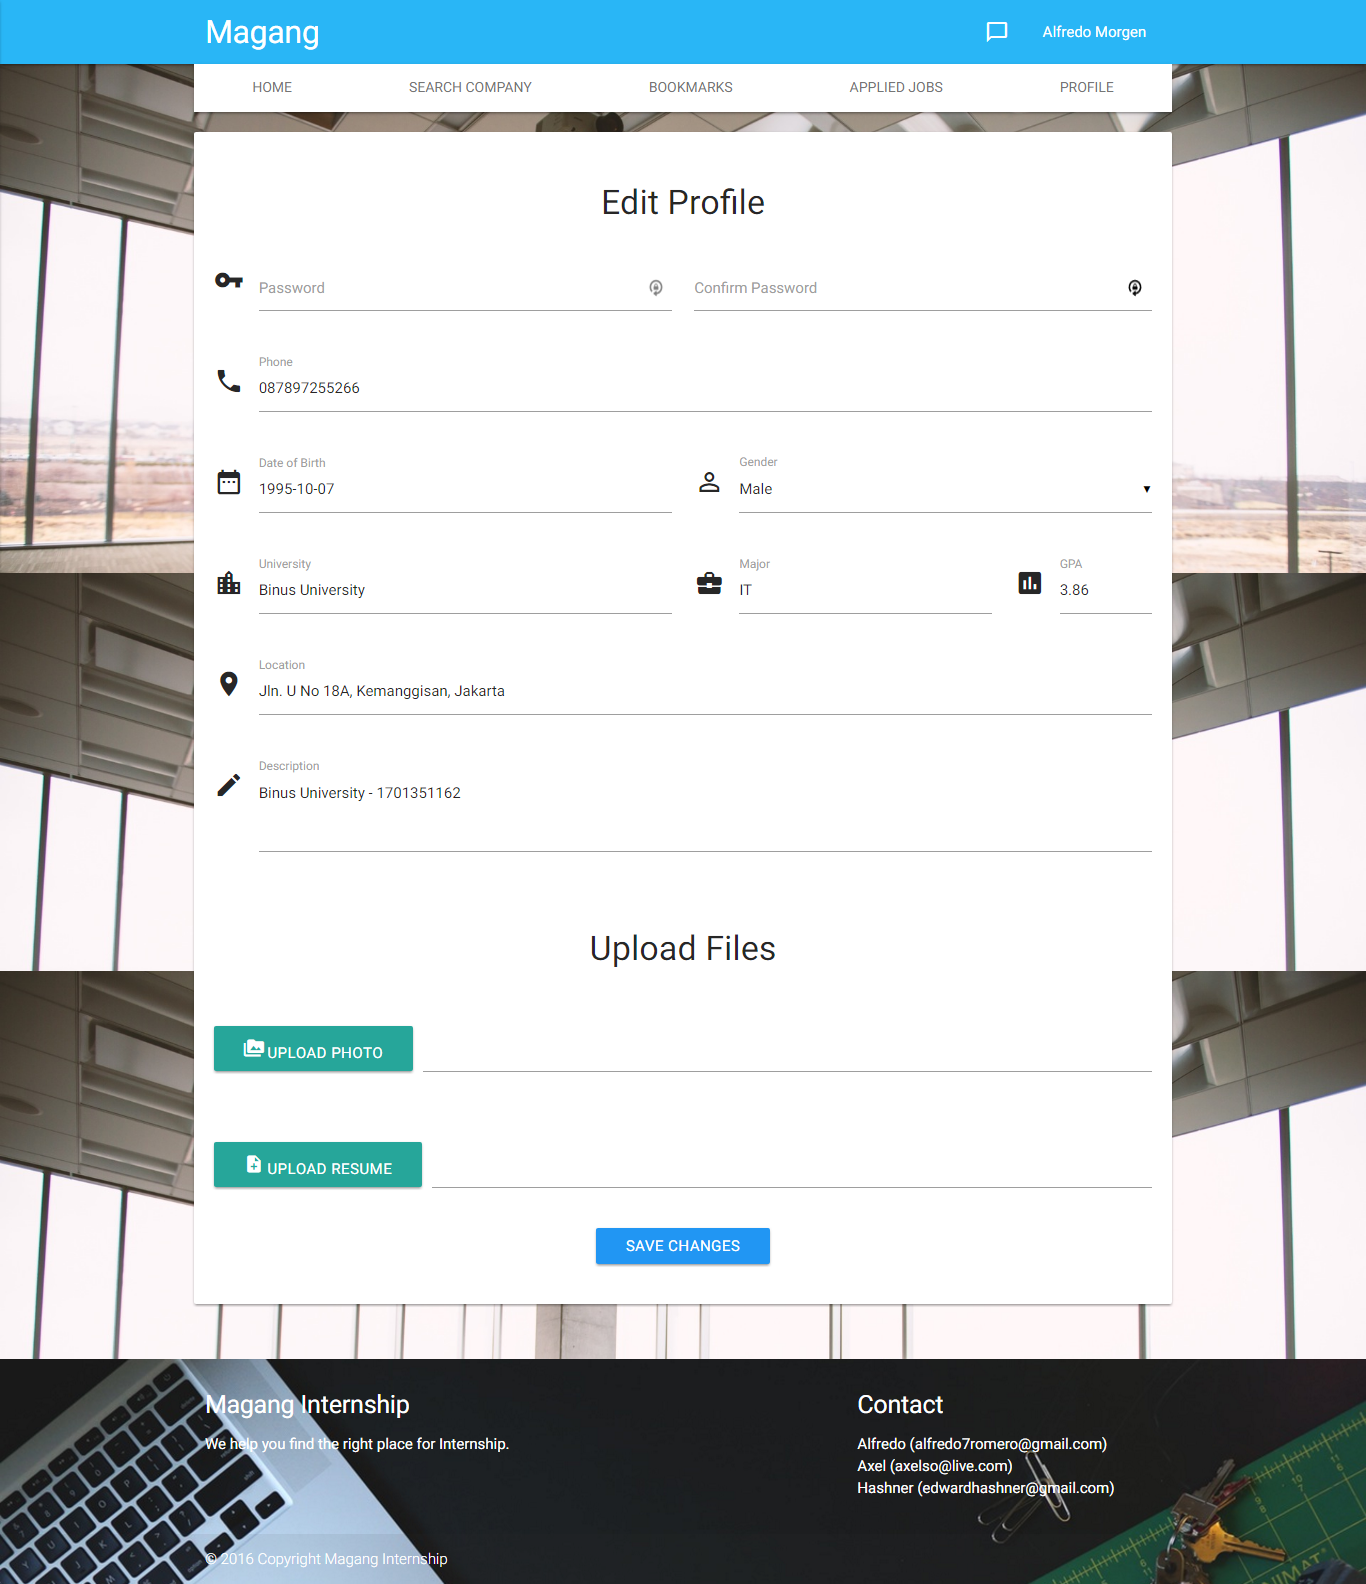 Magang
Alfredo Morgen
HOME
SEARCH COMPANY
BOOKMARKS
APPLIED JOBS
PROFILE
Edit Profile
Password
Confirm Password
Phone
087897255266
Date of Birth
1995-10-07
Gender
Male
University
Binus University
Major
IT
GPA
3.86
Location
Jln. U No 18A, Kemanggisan, Jakarta
Description
Binus University - 1701351162
Upload Files
UPLOAD PHOTO
UPLOAD RESUME
SAVE CHANGES
Magang Internship
We help you find the right place for Internship.
Contact
Alfredo (alfredo7romero@gmail.com)
Axel (axelso@live.com)
Hashner (edwardhashner@gmail.com)
© 2016 Copyright Magang Internship